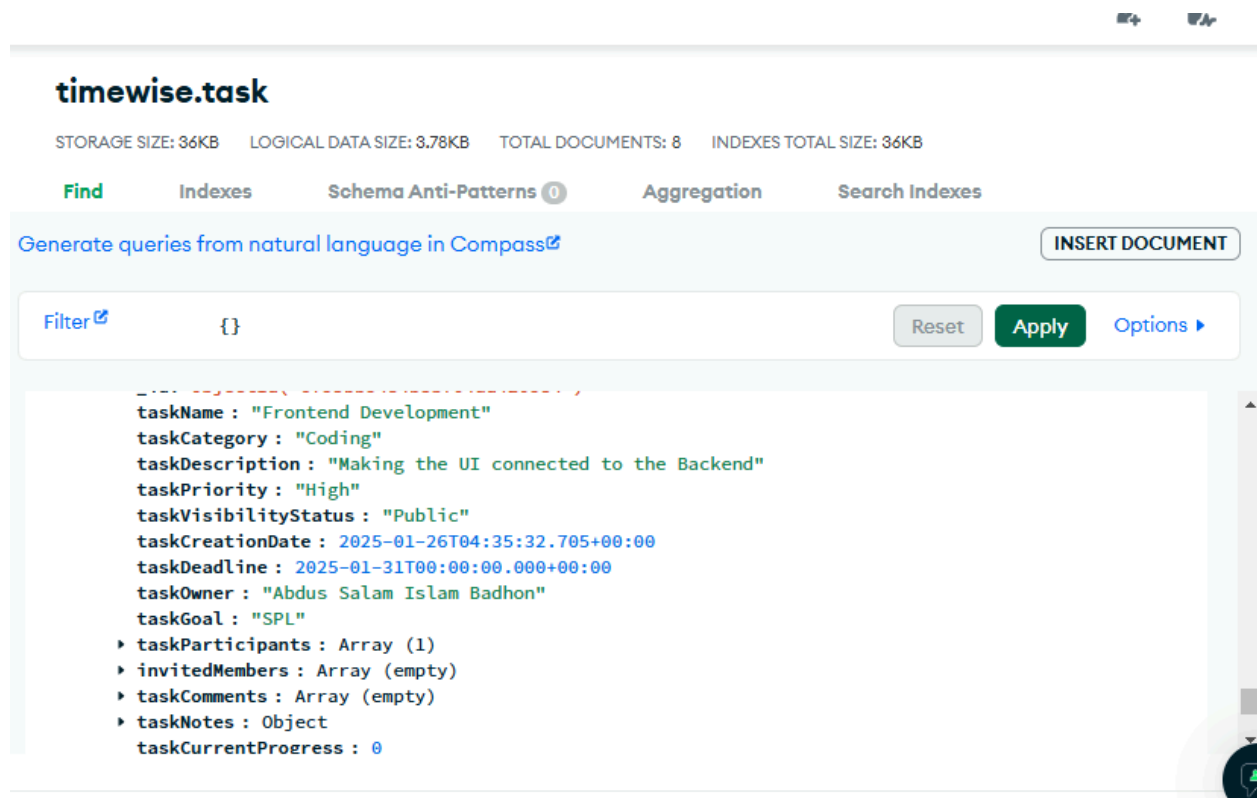 timewise.task
STORAGE SIZE: 36KB LOGICAL DATA SIZE: 3.78KB TOTAL DOCUMENTS: 8 INDEXES TOTAL SIZE: 36KB
Find Indexes Schema Anti-Patterns 0 Aggregation Search Indexes
Generate queries from natural language in Compass INSERT DOCUMENT
Filter {} Reset Apply Options
taskName : "Frontend Development"
taskCategory : "Coding"
taskDescription : "Making the UI connected to the Backend"
taskPriority : "High"
taskVisibilityStatus : "Public"
taskCreationDate : 2025-01-26T04:35:32.705+00:00
taskDeadline : 2025-01-31T00:00:00.000+00:00
taskOwner : "Abdus Salam Islam Badhon"
taskGoal : "SPL"
taskParticipants : Array (1)
invitedMembers : Array (empty)
taskComments : Array (empty)
taskNotes : Object
taskCurrentProgress : 0